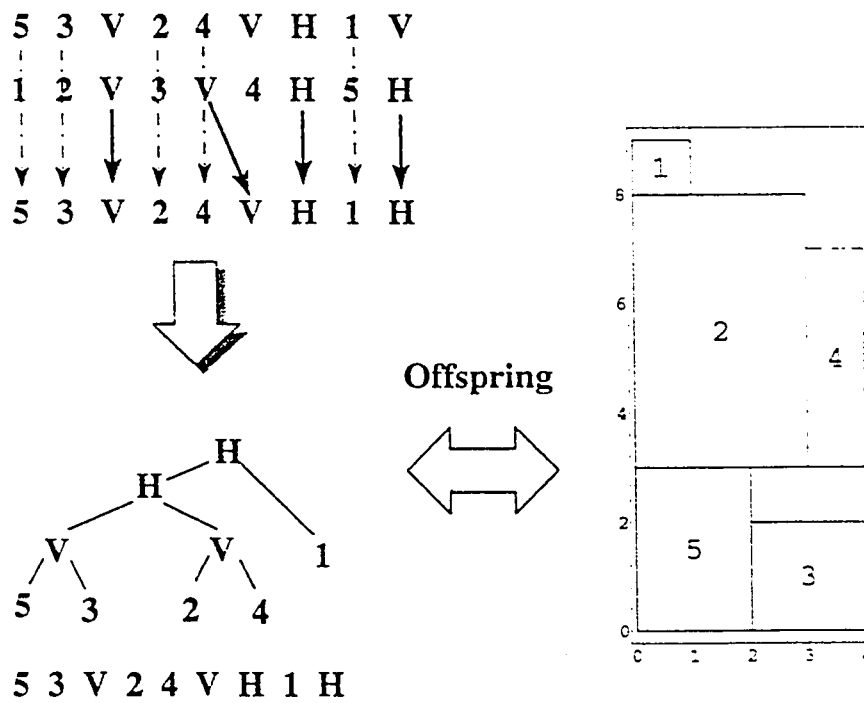 5 3 V 2 4 V H 1 V
1 2 V 3 V 4 H 5 H
5 3 V 2 4 V H 1 H
Offspring
H
H
V V 1
5 3 2 4
5 3 V 2 4 V H 1 H
1
8
6
2
4
4
2
5
3
0
0 1 2 3